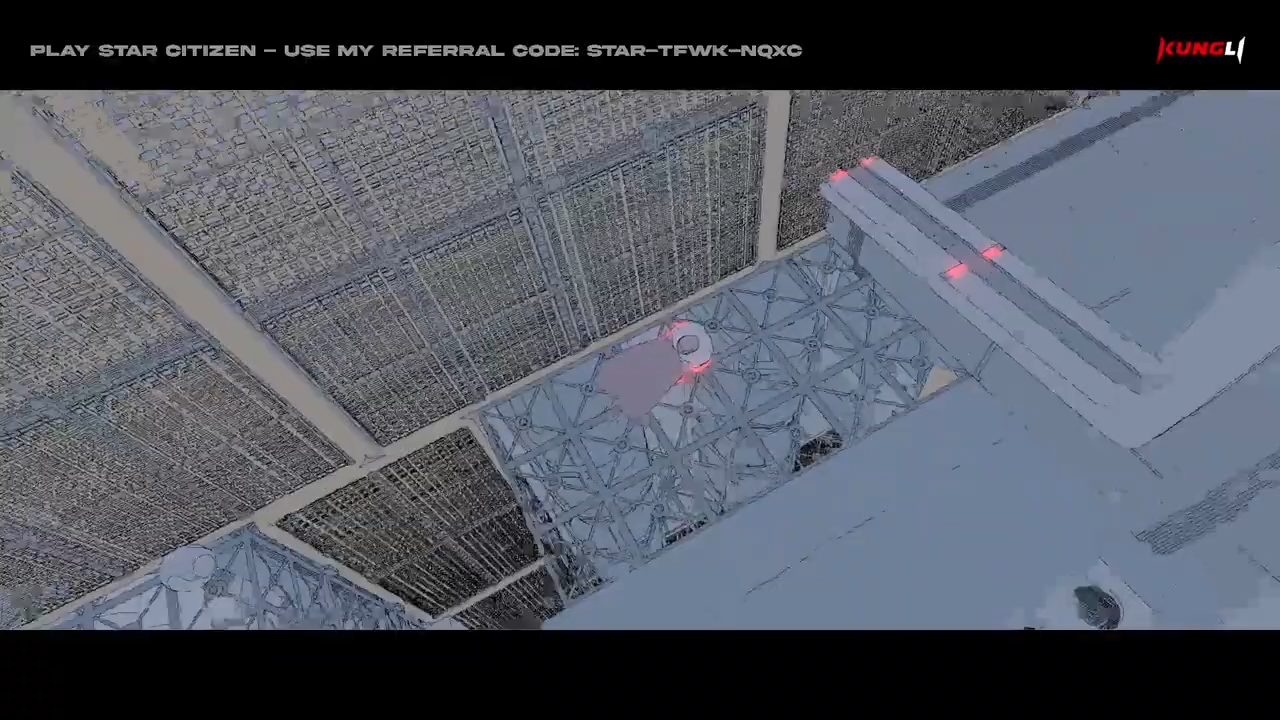 PLAY STAR CITIZEN – USE MY REFERRAL CODE: STAR–TFWK–NQXC
KUNGLI